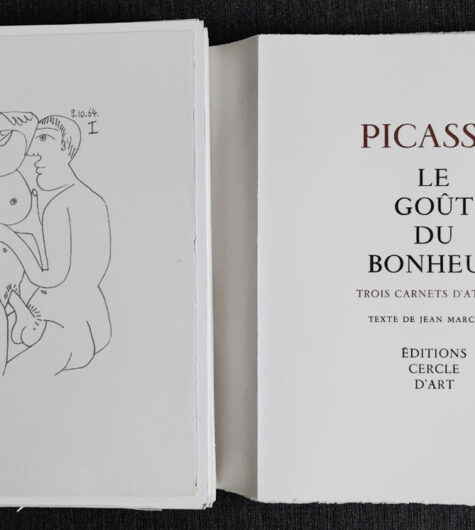 9.10.64.
I
PICASS
LE
GOÛT
DU
BONHEU
TROIS CARNETS D'AT
TEXTE DE JEAN MARC
ÉDITIONS
CERCLE
D'ART